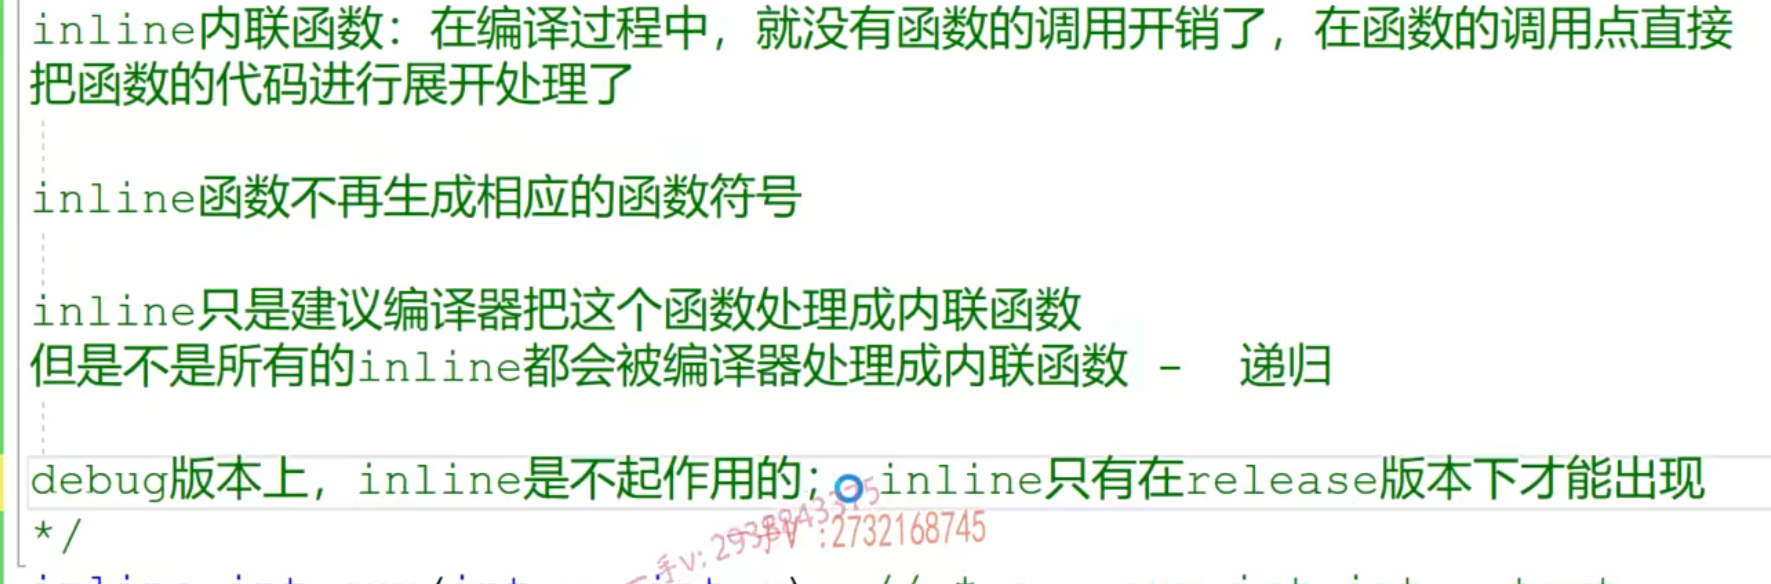 inline内联函数：在编译过程中，就没有函数的调用开销了，在函数的调用点直接
把函数的代码进行展开处理了
inline函数不再生成相应的函数符号
inline只是建议编译器把这个函数处理成内联函数
但是不是所有的inline都会被编译器处理成内联函数 - 递归
debug版本上，inline是不起作用的；inline只有在release版本下才能出现
*/
:2732168745